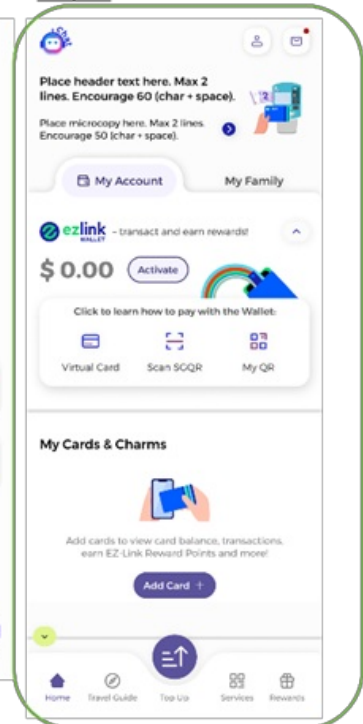 iChat
Place header text here. Max 2
lines. Encourage 60 (char + space).
Place microcopy here. Max 2 lines.
Encourage 50 (char + space).
My Account
My Family
ezlink
WALLET
- transact and earn rewards!
$ 0.00
Activate
Click to learn how to pay with the Wallet:
Virtual Card
Scan SGQR
My QR
My Cards & Charms
Add cards to view card balance, transactions,
earn EZ-Link Reward Points and more!
Add Card +
Home
Travel Guide
Top Up
Services
Rewards